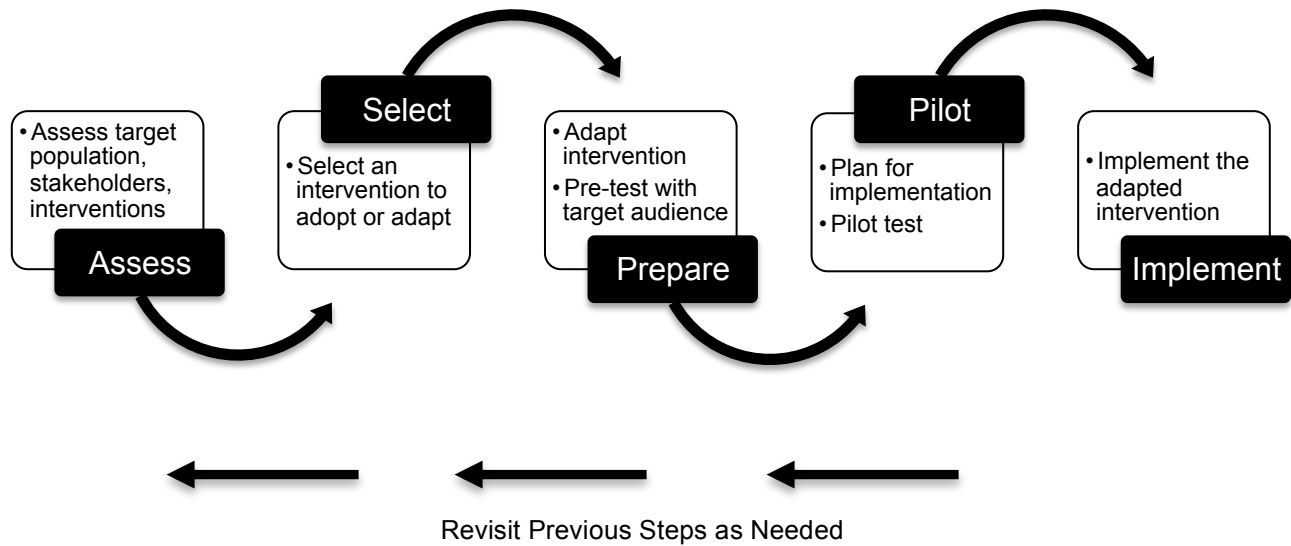 • Assess target
population,
stakeholders,
interventions
Assess
Select
• Select an
intervention to
adopt or adapt
• Adapt
intervention
• Pre-test with
target audience
Prepare
Pilot
• Plan for
implementation
• Pilot test
• Implement the
adapted
intervention
Implement
Revisit Previous Steps as Needed